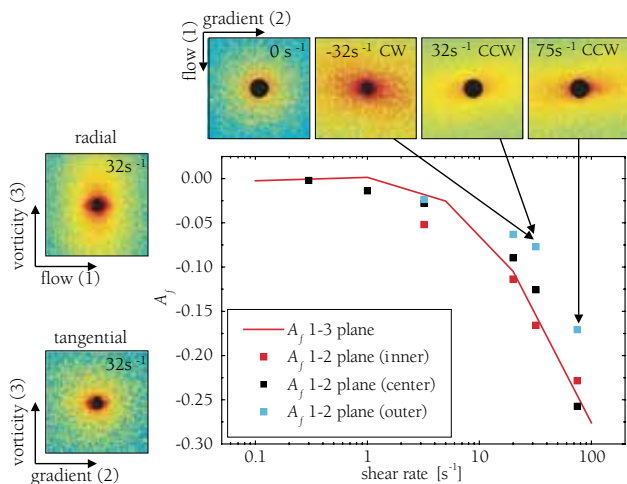 gradient (2)
flow (1)
0 s⁻¹
-32s⁻¹ CW
32s⁻¹ CCW
75s⁻¹ CCW
radial
32s⁻¹
vorticity (3)
flow (1)
tangential
32s⁻¹
vorticity (3)
gradient (2)
0.00
-0.05
-0.10
-0.15
-0.20
-0.25
-0.30
A_f
A_f 1-3 plane
A_f 1-2 plane (inner)
A_f 1-2 plane (center)
A_f 1-2 plane (outer)
0.1
1
10
100
shear rate [s⁻¹]